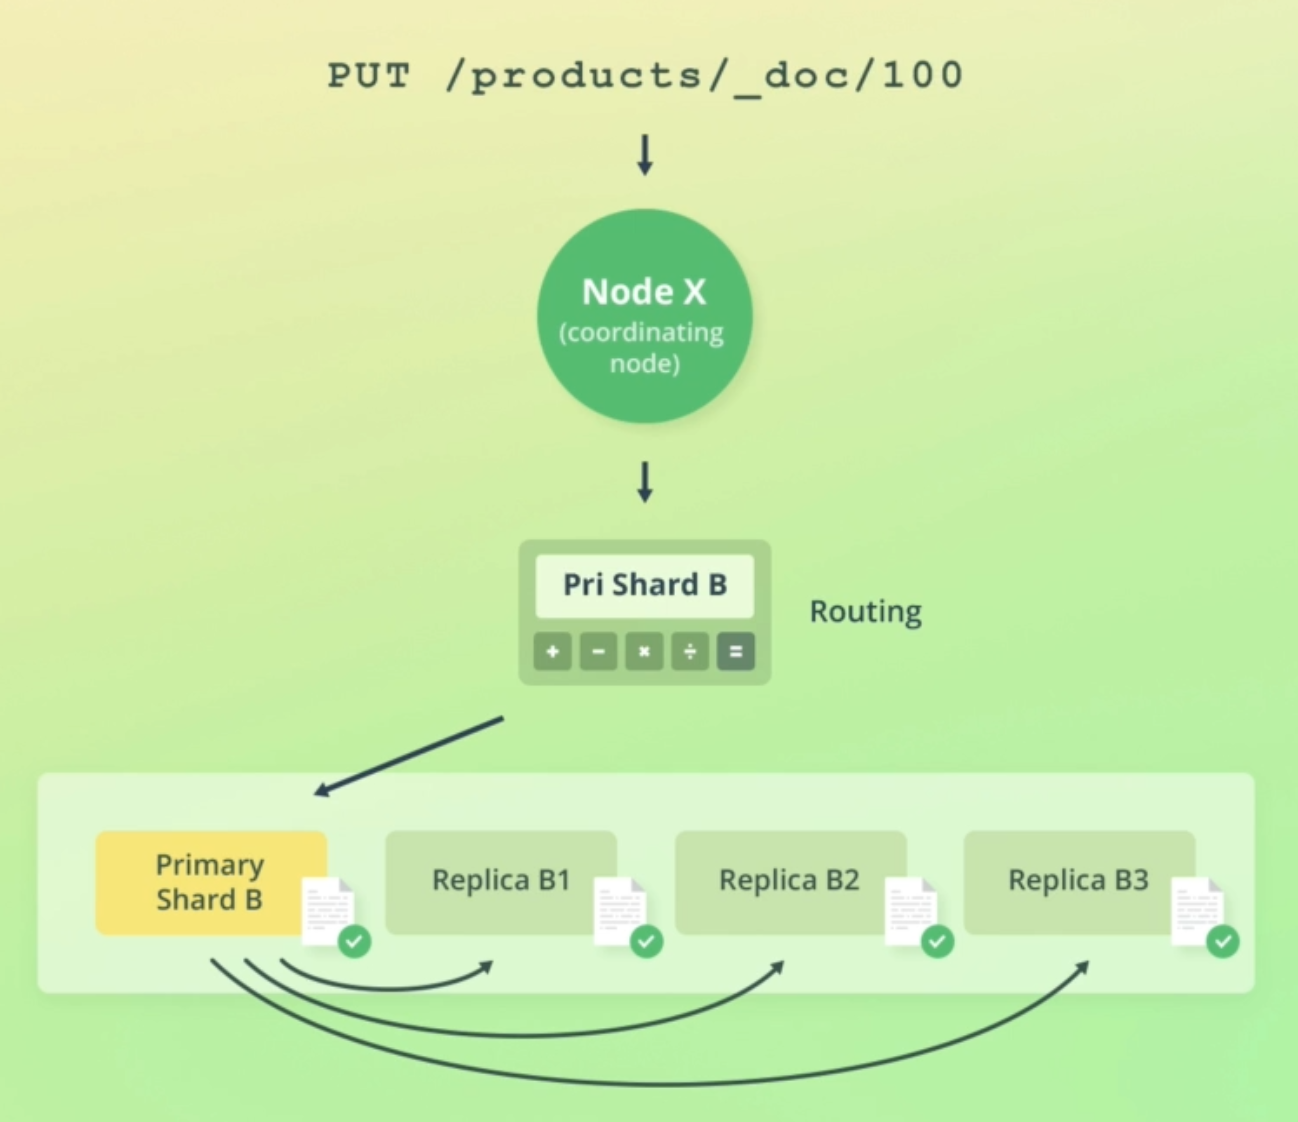 PUT /products/_doc/100
Node X
(coordinating
node)
Pri Shard B
Routing
+ - × ÷ =
Primary
Shard B
Replica B1
Replica B2
Replica B3